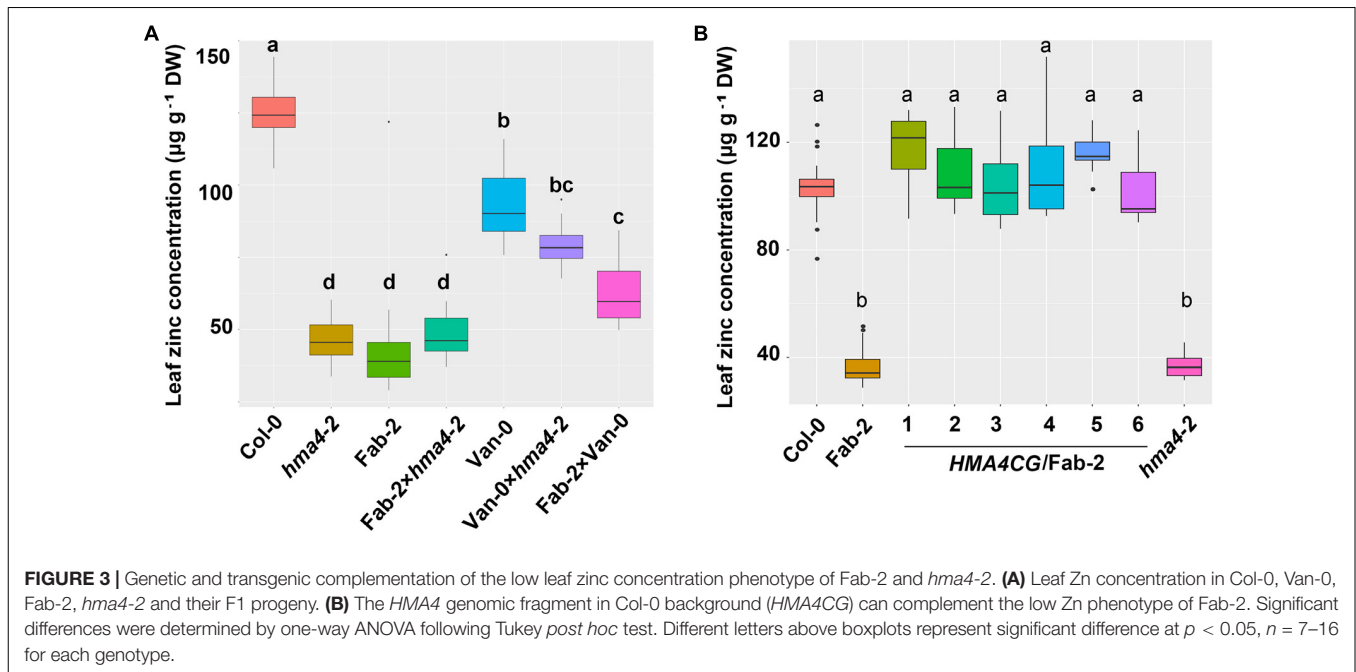 A
B
Leaf zinc concentration (µg g⁻¹ DW)
150
100
50
a
d
d
d
b
bc
c
Col-0
hma4-2
Fab-2
Fab-2×hma4-2
Van-0
Van-0×hma4-2
Fab-2×Van-0
Leaf zinc concentration (µg g⁻¹ DW)
120
80
40
a
b
a
a
a
a
a
a
b
Col-0
Fab-2
1 2 3 4 5 6
HMA4CG/Fab-2
hma4-2
FIGURE 3 | Genetic and transgenic complementation of the low leaf zinc concentration phenotype of Fab-2 and hma4-2. (A) Leaf Zn concentration in Col-0, Van-0,
Fab-2, hma4-2 and their F1 progeny. (B) The HMA4 genomic fragment in Col-0 background (HMA4CG) can complement the low Zn phenotype of Fab-2. Significant
differences were determined by one-way ANOVA following Tukey post hoc test. Different letters above boxplots represent significant difference at p < 0.05, n = 7–16
for each genotype.